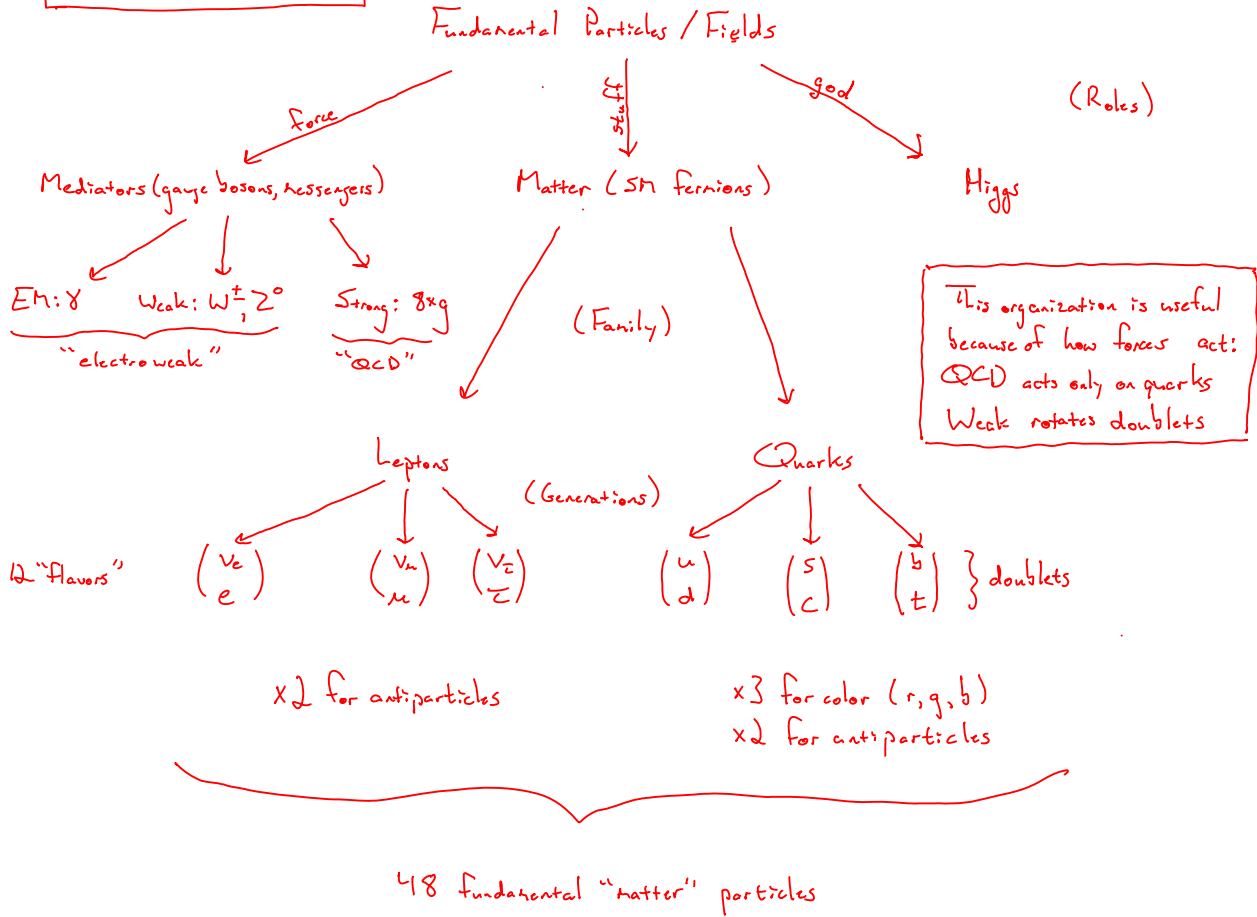 Fundamental Particles / Fields
force
stuff
god
(Roles)
Mediators (gauge bosons, messengers)
Matter (SM fermions)
Higgs
EM: γ
Weak: W±, Z⁰
Strong: 8×g
"electroweak"
"QCD"
(Family)
This organization is useful
because of how forces act:
QCD acts only on quarks
Weak rotates doublets
Leptons
Quarks
(Generations)
12 "flavors"
νe
e
νμ
μ
ντ
τ
u
d
s
c
b
t
} doublets
x2 for antiparticles
x3 for color (r, g, b)
x2 for antiparticles
48 fundamental "matter" particles